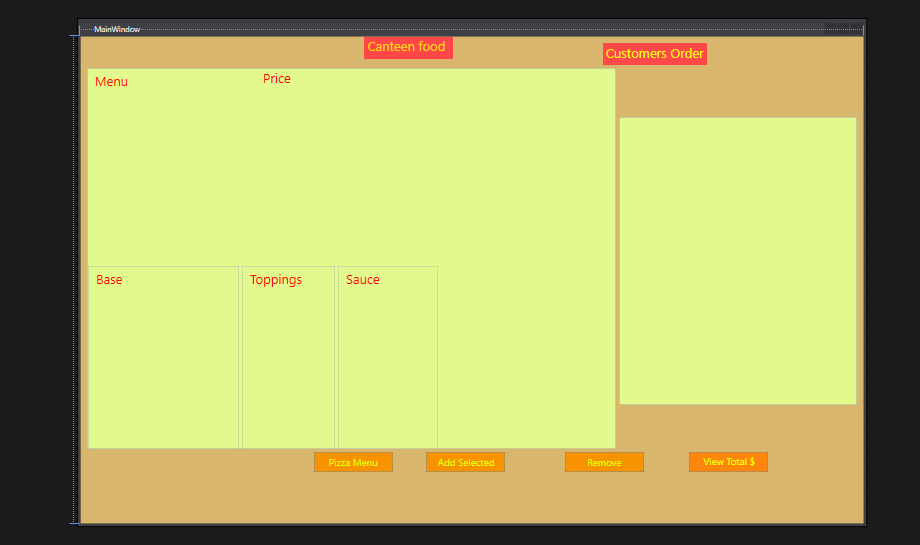 MainWindow
Canteen food
Customers Order
Menu
Price
Base
Toppings
Sauce
Pizza Menu
Add Selected
Remove
View Total $